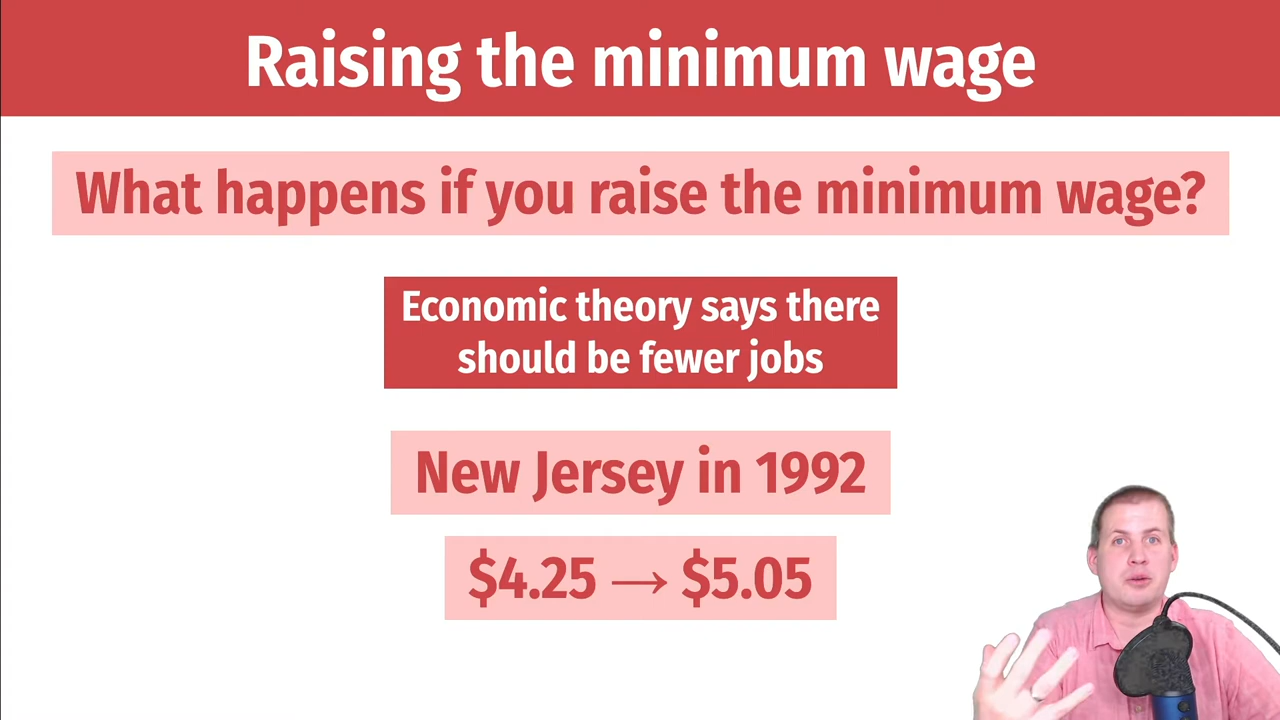 Raising the minimum wage
What happens if you raise the minimum wage?
Economic theory says there
should be fewer jobs
New Jersey in 1992
$4.25 → $5.05